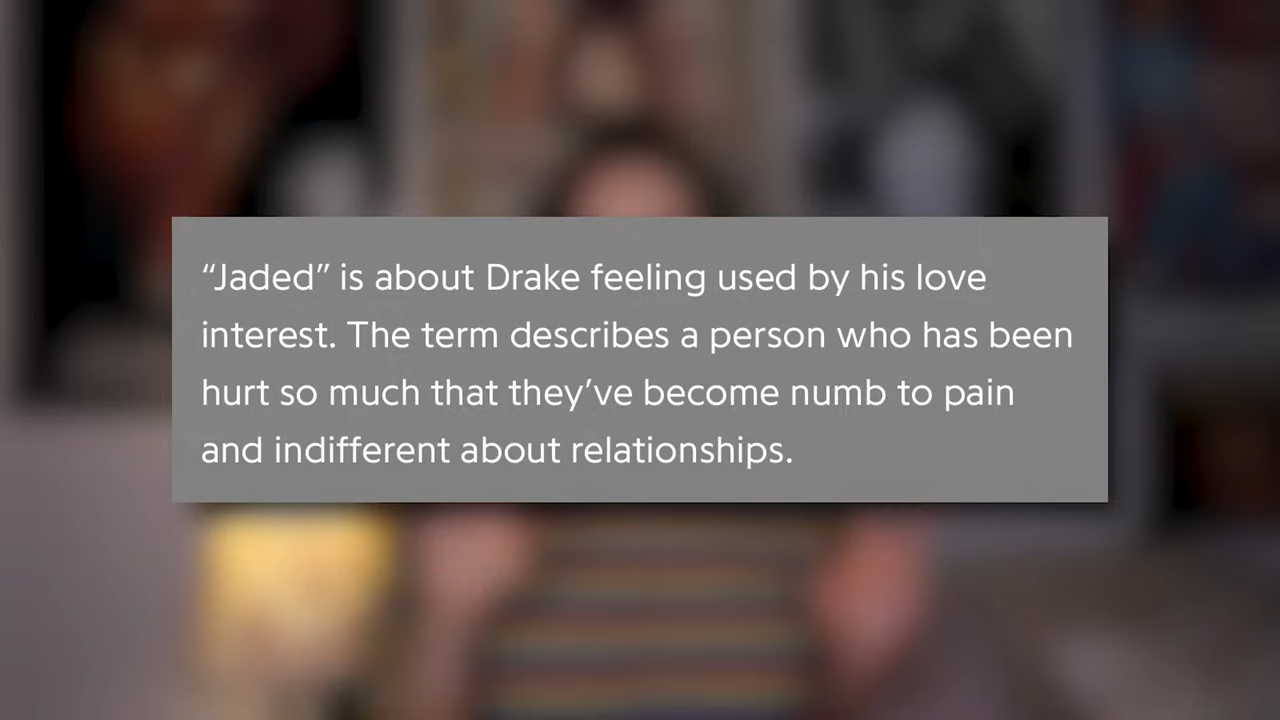 “Jaded” is about Drake feeling used by his love
interest. The term describes a person who has been
hurt so much that they’ve become numb to pain
and indifferent about relationships.